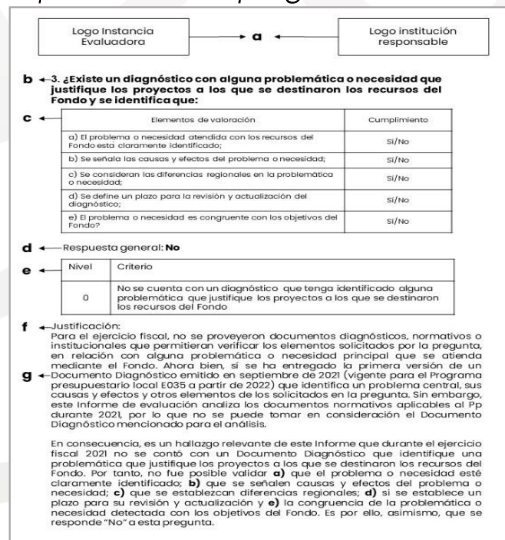 Logo Instancia
Evaluadora
a
Logo institución
responsable
b
3. ¿Existe un diagnóstico con alguna problemática o necesidad que
justifique los proyectos a los que se destinaron los recursos del
Fondo y se identifica que:
c
Elementos de valoración Cumplimiento
a) El problema o necesidad atendida con los recursos del
Fondo está claramente identificado; Sí/No
b) Se señala las causas y efectos del problema o necesidad; Sí/No
c) Se consideran las diferencias regionales en la problemática
o necesidad; Sí/No
d) Se define un plazo para la revisión y actualización del
diagnóstico; Sí/No
e) El problema o necesidad es congruente con los objetivos del
Fondo? Sí/No
d
Respuesta general: No
e
Nivel Criterio
0
No se cuenta con un diagnóstico que tenga identificado alguna
problemática que justifique los proyectos a los que se destinaron
los recursos del Fondo
f
Justificación:
Para el ejercicio fiscal, no se proveyeron documentos diagnósticos, normativos o
institucionales que permitieran verificar los elementos solicitados por la pregunta,
en relación con alguna problemática o necesidad principal que se atienda
mediante el Fondo. Ahora bien, sí se ha entregado la primera versión de un
g
Documento Diagnóstico emitido en septiembre de 2021 (vigente para el Programa
presupuestario local E035 a partir de 2022) que identifica un problema central, sus
causas y efectos y otros elementos de los solicitados en la pregunta. Sin embargo,
este Informe de evaluación analiza los documentos normativos aplicables al Pp
durante 2021, por lo que no se puede tomar en consideración el Documento
Diagnóstico mencionado para el análisis.
En consecuencia, es un hallazgo relevante de este Informe que durante el ejercicio
fiscal 2021 no se contó con un Documento Diagnóstico que identifique una
problemática que justifique los proyectos a los que se destinaron los recursos del
Fondo. Por tanto, no fue posible validar a) que el problema o necesidad esté
claramente identificado; b) que se señalen causas y efectos del problema o
necesidad; c) que se establezcan diferencias regionales; d) si se establece un
plazo para su revisión y actualización y e) la congruencia de la problemática o
necesidad detectada con los objetivos del Fondo. Es por ello, asimismo, que se
responde "No" a esta pregunta.